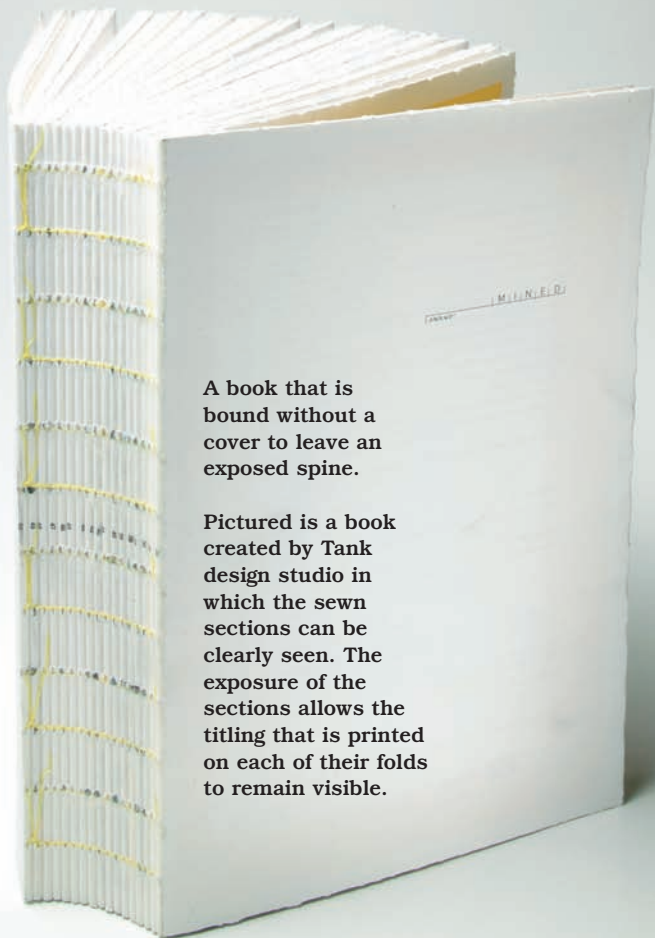 MINED
A book that is
bound without a
cover to leave an
exposed spine.
Pictured is a book
created by Tank
design studio in
which the sewn
sections can be
clearly seen. The
exposure of the
sections allows the
titling that is printed
on each of their folds
to remain visible.